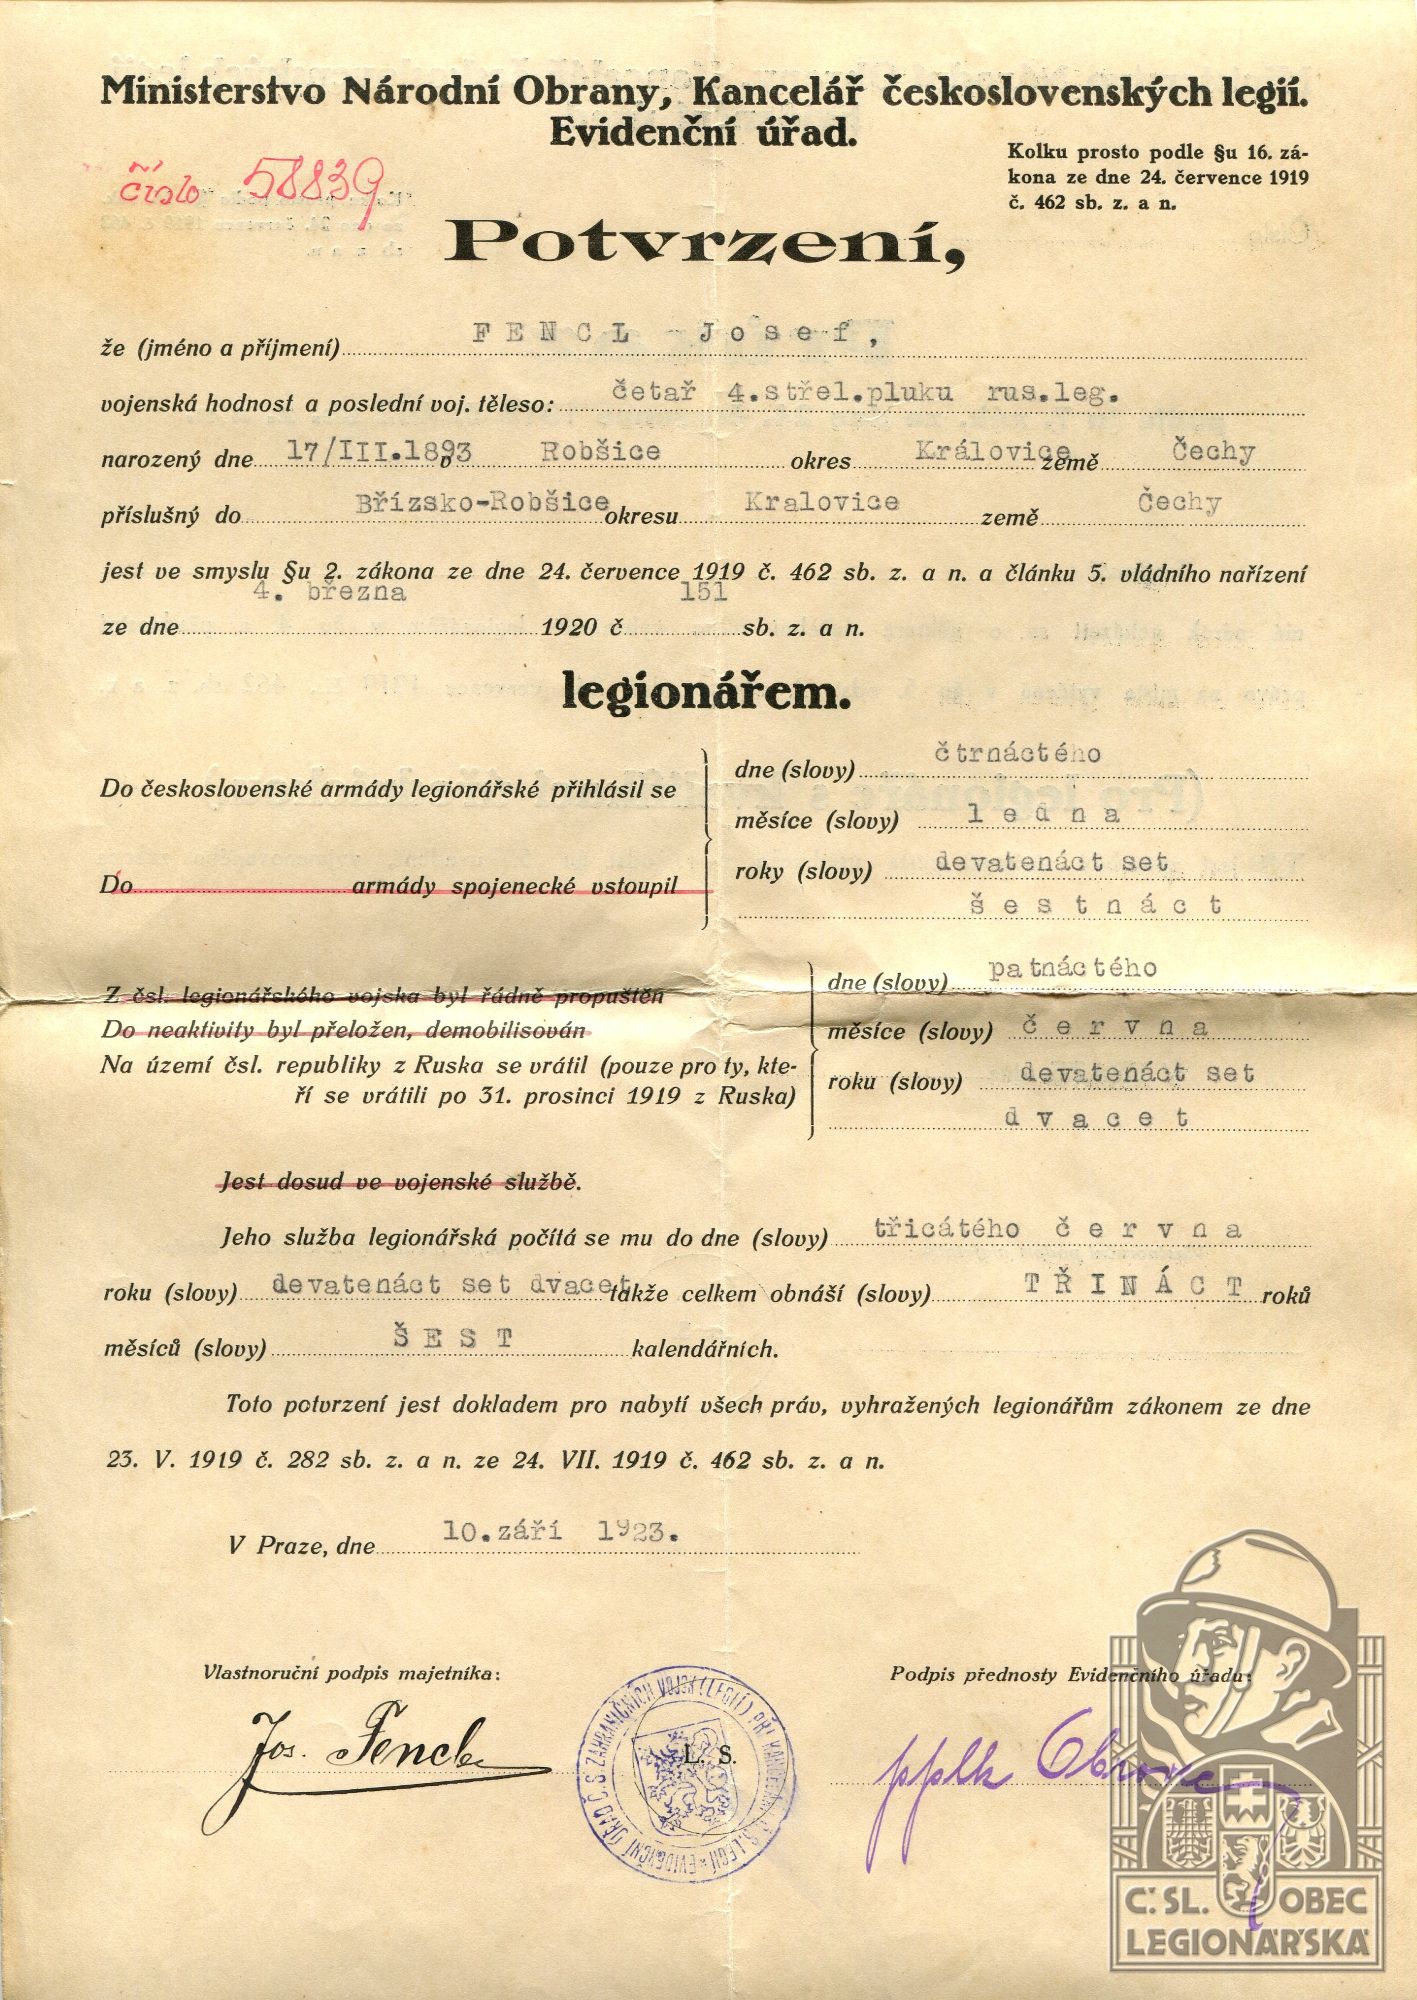 Ministerstvo Národní Obrany, Kancelář československých legií.
Evidenční úřad.
Kolku prosto podle §u 16. zá-
kona ze dne 24. července 1919
č. 462 sb. z. a n.
číslo 58839
Potvrzení,
že (jméno a příjmení) FENCL Josef,
vojenská hodnost a poslední voj. těleso: četař 4.střel.pluku rus.leg.
narozený dne 17/III.1893 v Robšice okres Královice země Čechy
příslušný do Břízsko-Robšice okresu Kralovice země Čechy
jest ve smyslu §u 2. zákona ze dne 24. července 1919 č. 462 sb. z. a n. a článku 5. vládního nařízení
ze dne 4. března 1920 č 151 sb. z. a n.
legionářem.
Do československé armády legionářské přihlásil se
Do armády spojenecké vstoupil
dne (slovy) čtrnáctého
měsíce (slovy) ledna
roky (slovy) devatenáct set
šestnáct
Z čsl. legionářského vojska byl řádně propuštěn
Do neaktivity byl přeložen, demobilisován
Na území čsl. republiky z Ruska se vrátil (pouze pro ty, kte-
ří se vrátili po 31. prosinci 1919 z Ruska)
dne (slovy) patnáctého
měsíce (slovy) června
roku (slovy) devatenáct set
dvacet
Jest dosud ve vojenské službě.
Jeho služba legionářská počítá se mu do dne (slovy) třicátého června
roku (slovy) devatenáct set dvacet takže celkem obnáší (slovy) TŘINÁCT roků
měsíců (slovy) ŠEST kalendářních.
Toto potvrzení jest dokladem pro nabytí všech práv, vyhražených legionářům zákonem ze dne
23. V. 1919 č. 282 sb. z. a n. ze 24. VII. 1919 č. 462 sb. z. a n.
V Praze, dne 10.září 1923.
Vlastnoruční podpis majetníka:
Podpis přednosty Evidenčního úřadu:
Jos. Fencl
L. S.
pplk
EVIDENČNÍ ÚŘAD Č.S. ZAHRANIČNÍCH VOJSK (LEGIÍ) PŘI Č.S. LEGIÍ
Č.SL. OBEC
LEGIONÁŘSKÁ